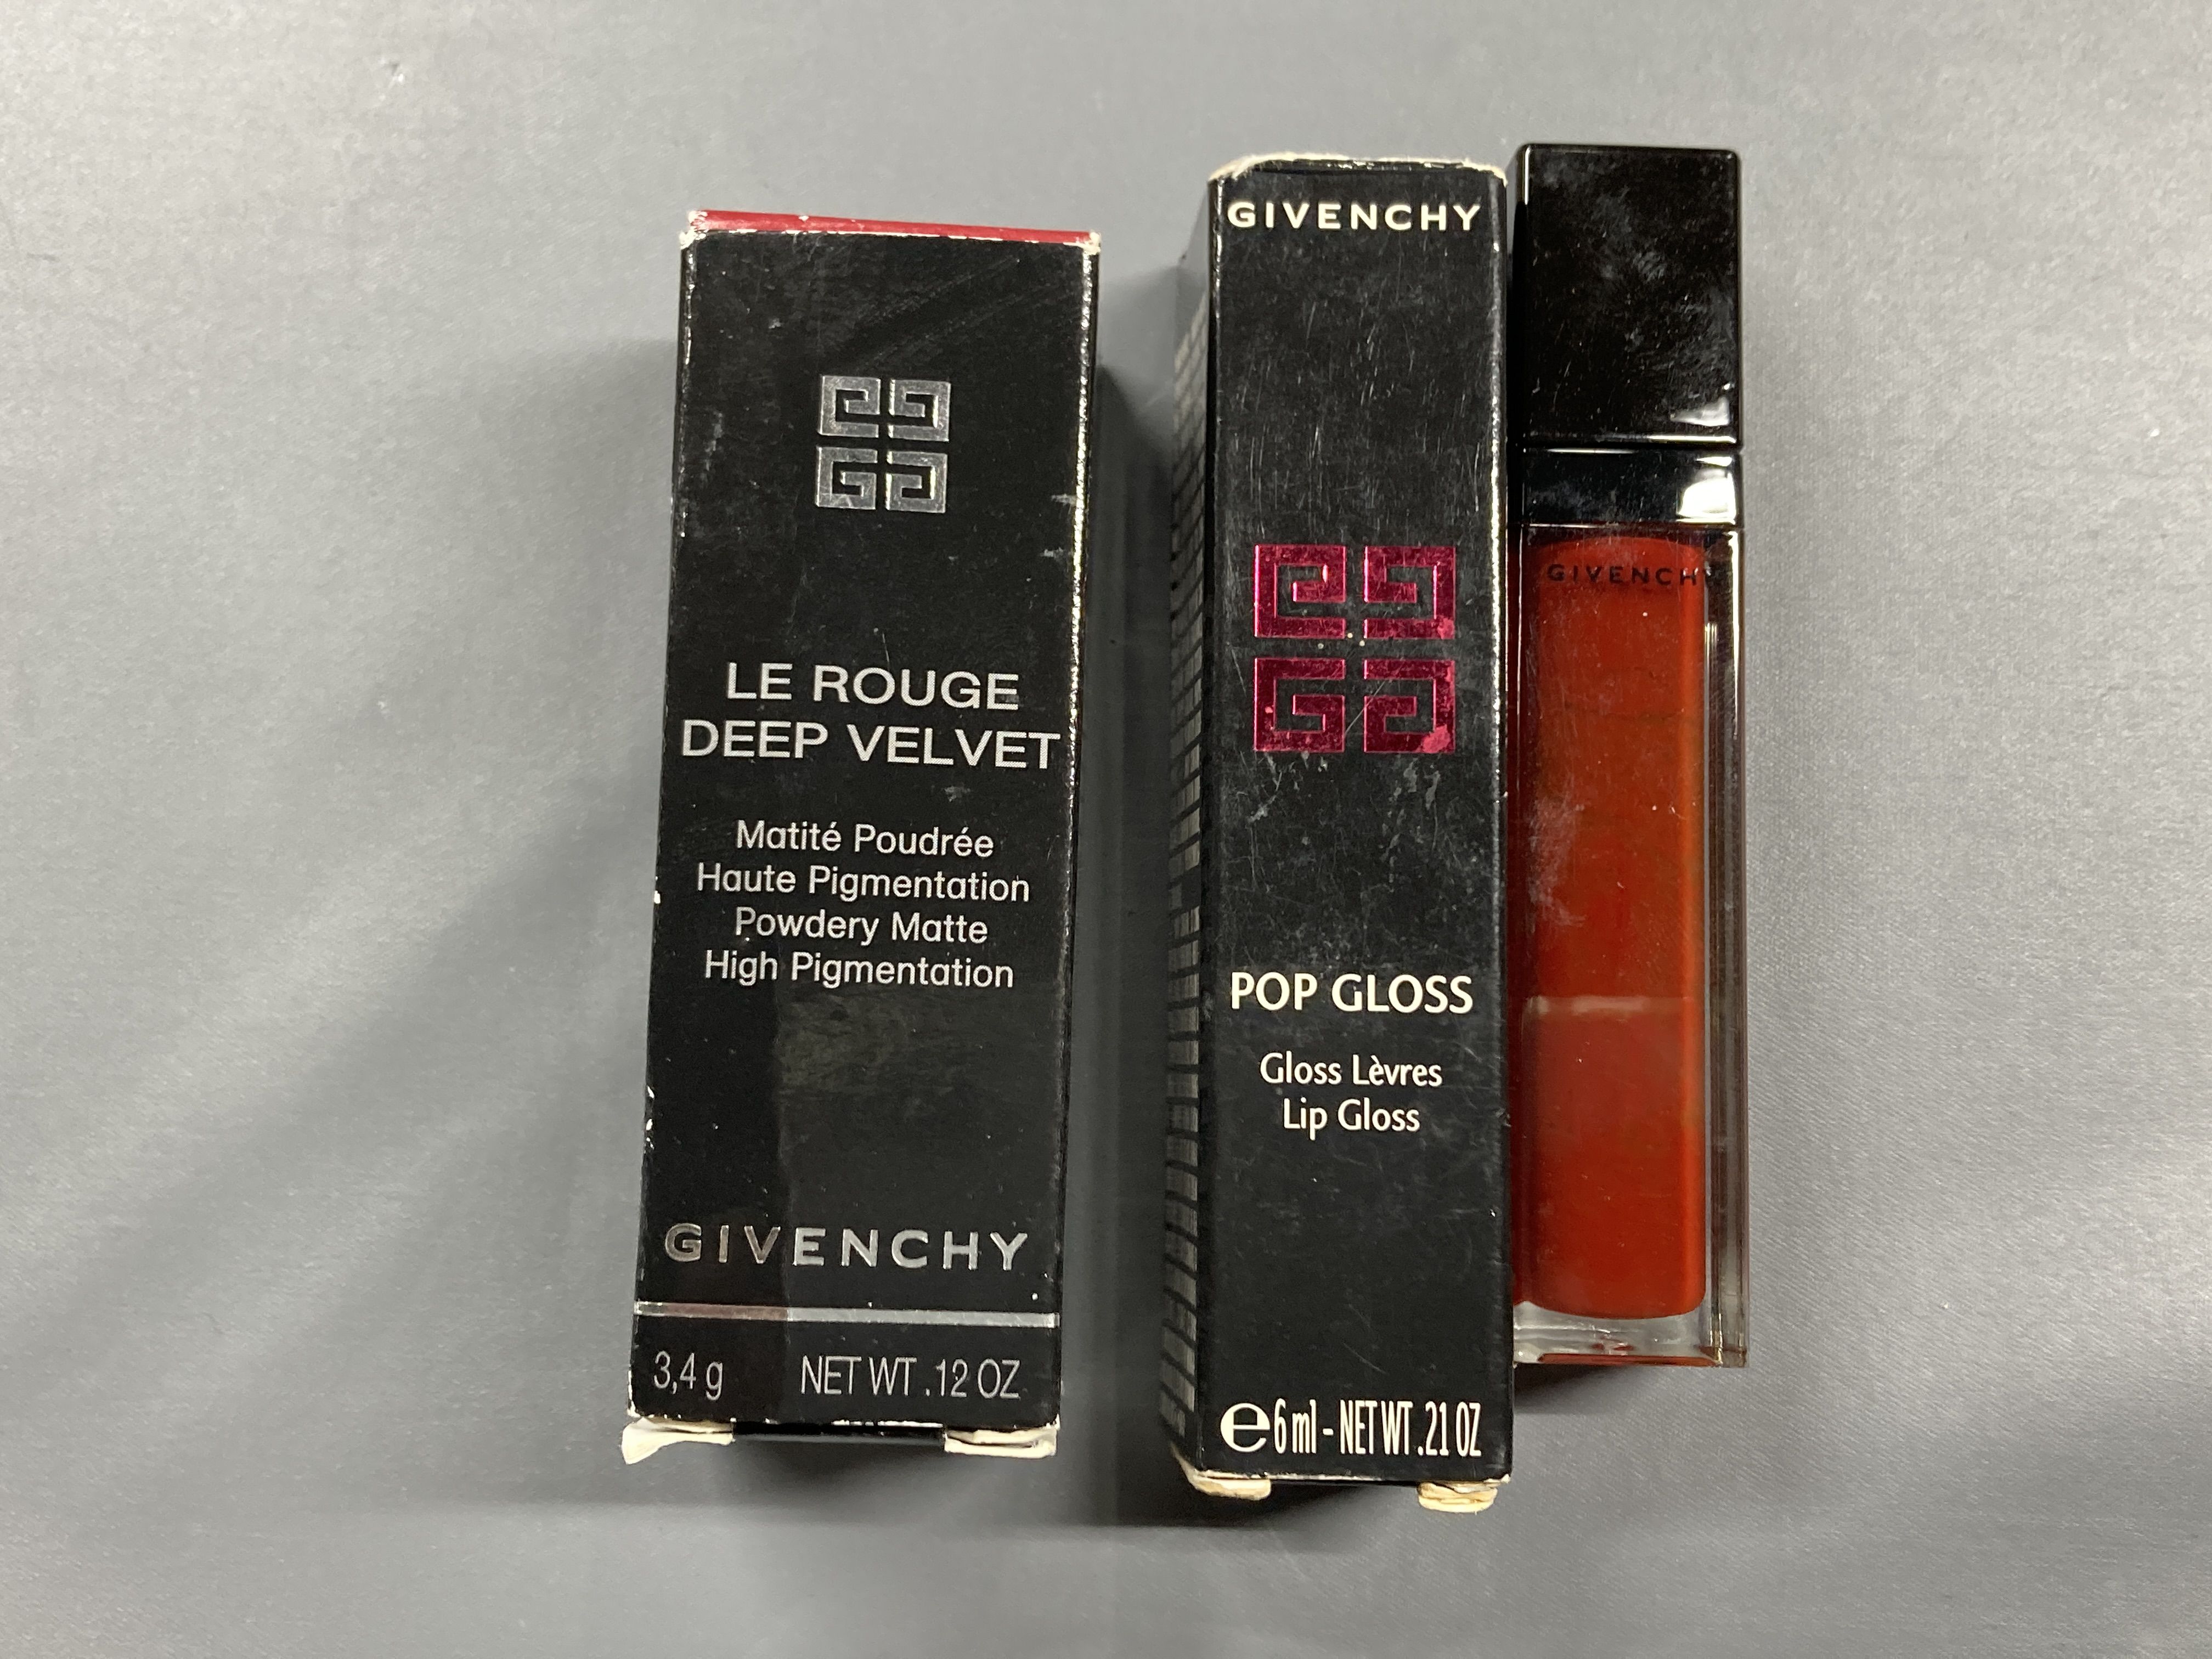 LE ROUGE
DEEP VELVET
Matité Poudrée
Haute Pigmentation
Powdery Matte
High Pigmentation
GIVENCHY
3,4 g NET WT .12 OZ
GIVENCHY
POP GLOSS
Gloss Lèvres
Lip Gloss
℮ 6 ml - NET WT .21 OZ
GIVENCHY